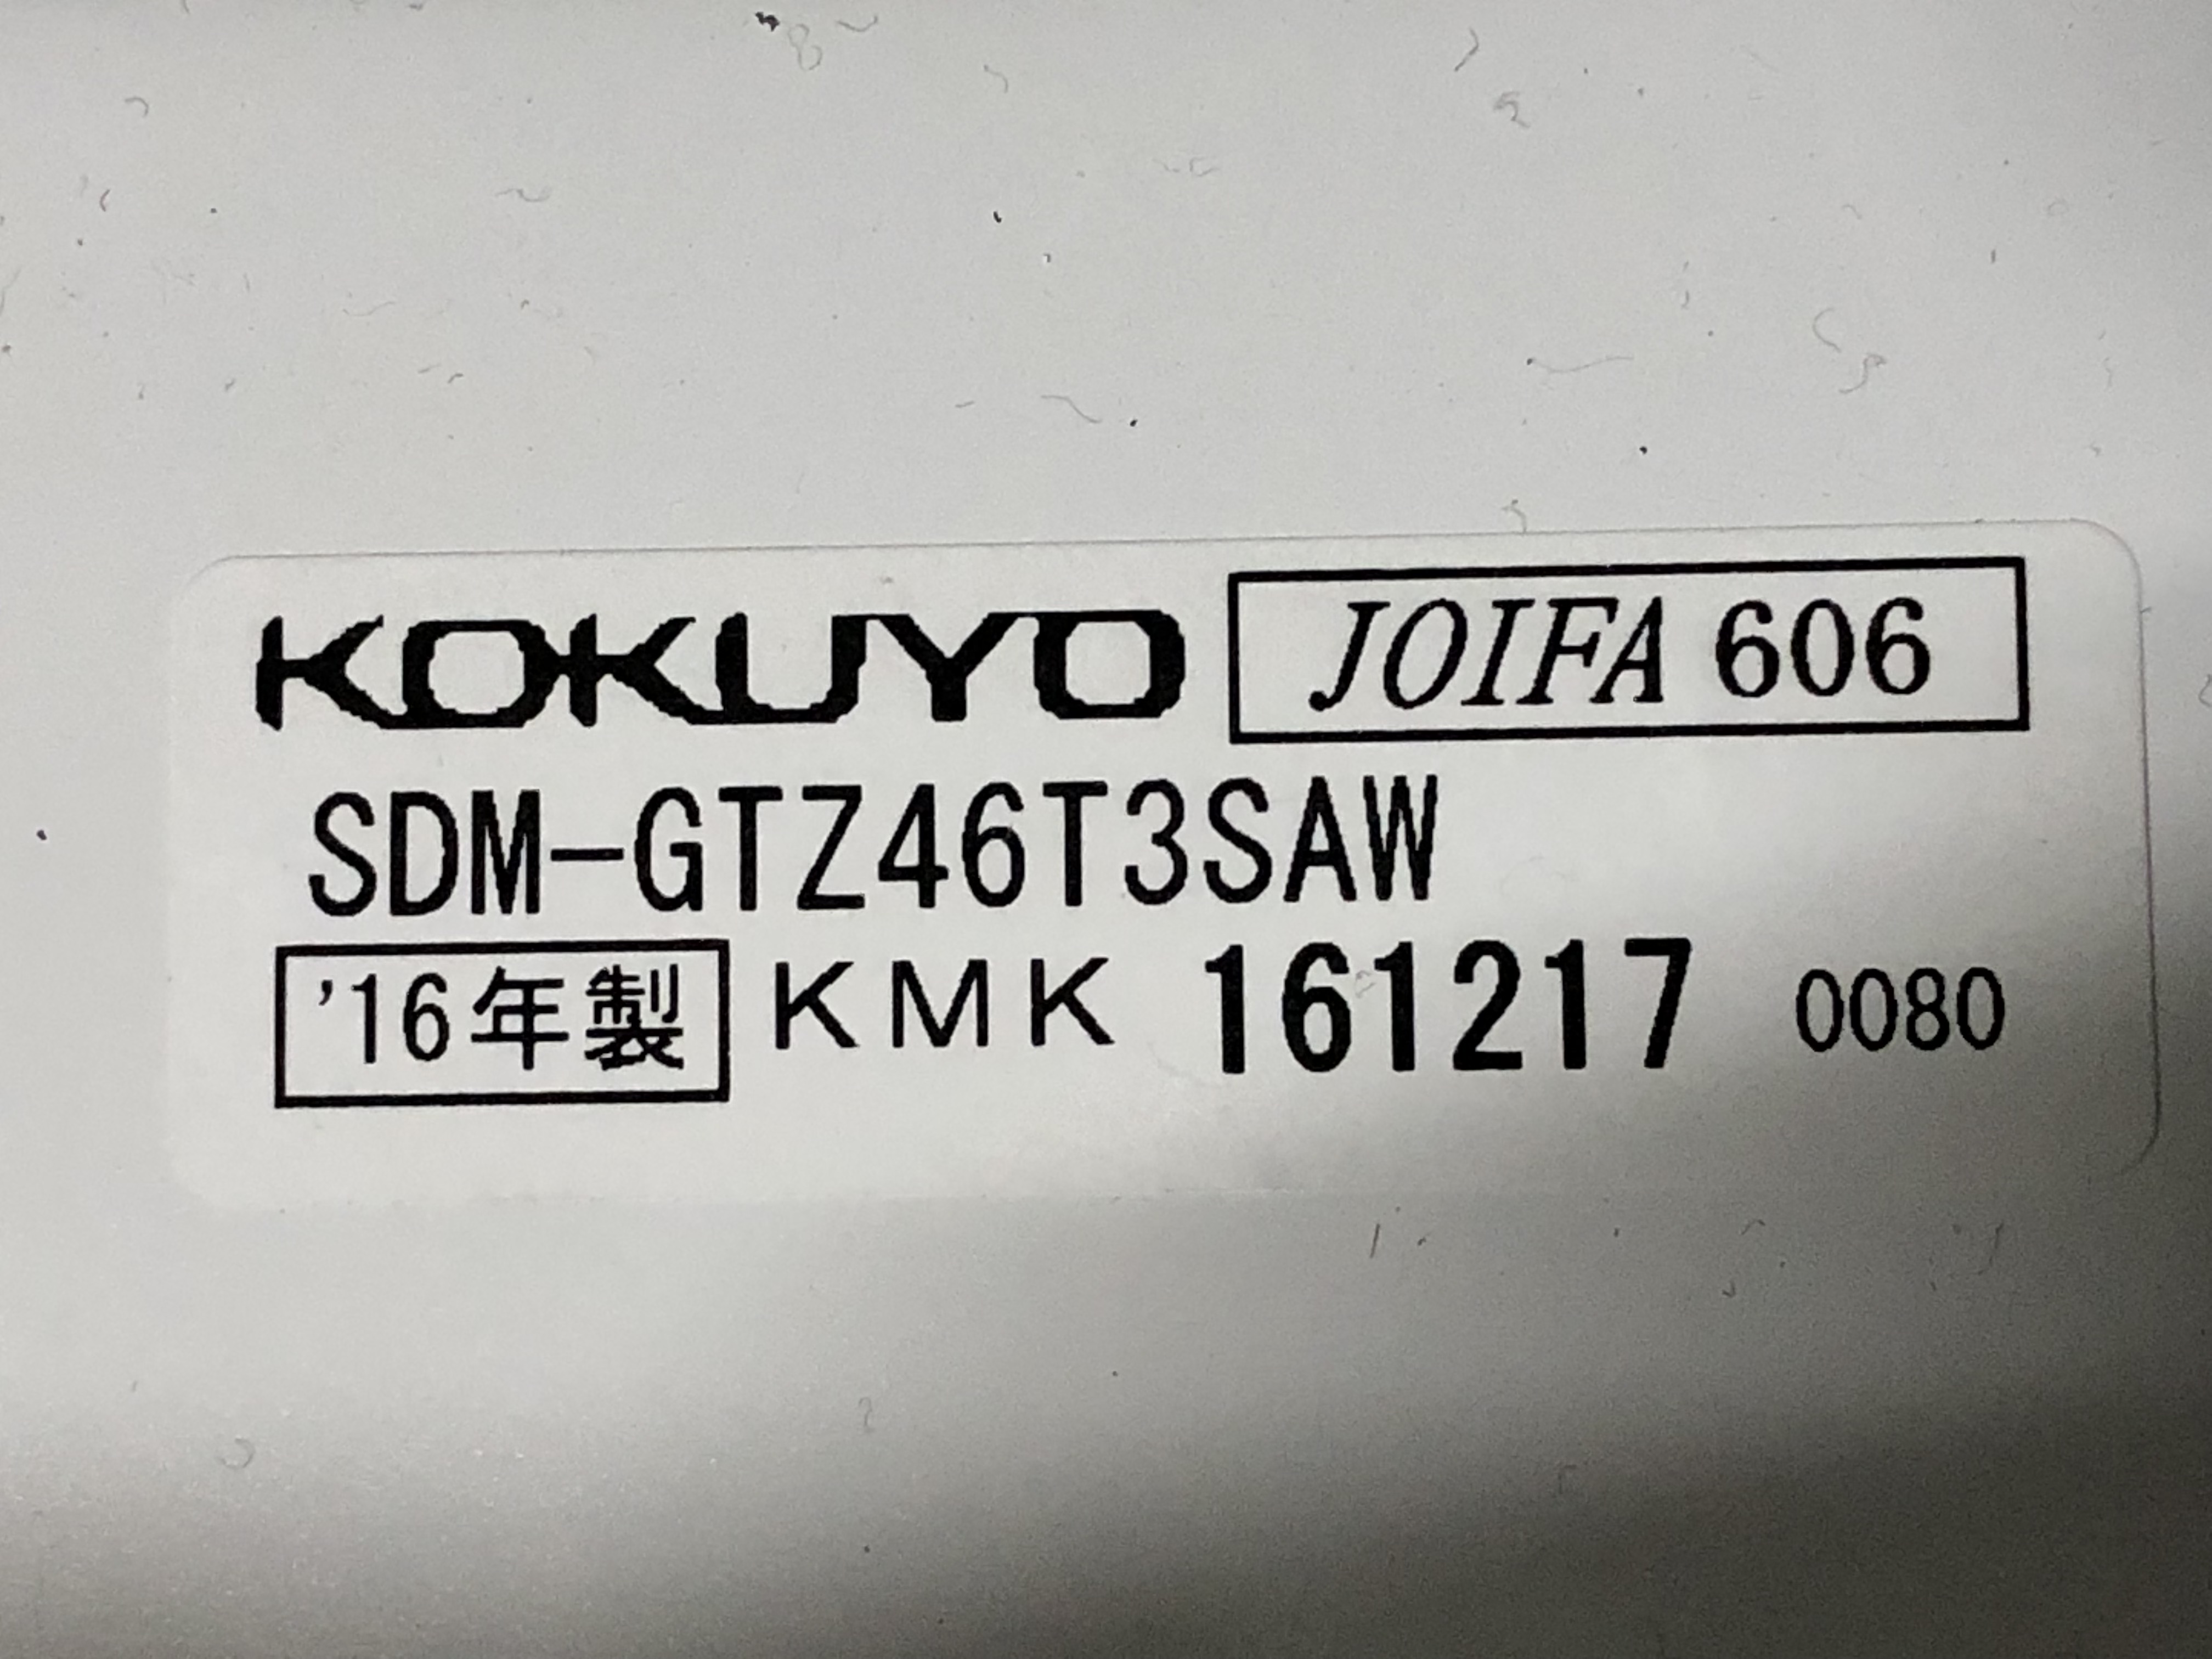 KOKUYO JOIFA 606
SDM-GTZ46T3SAW
'16年製 KMK 161217 0080